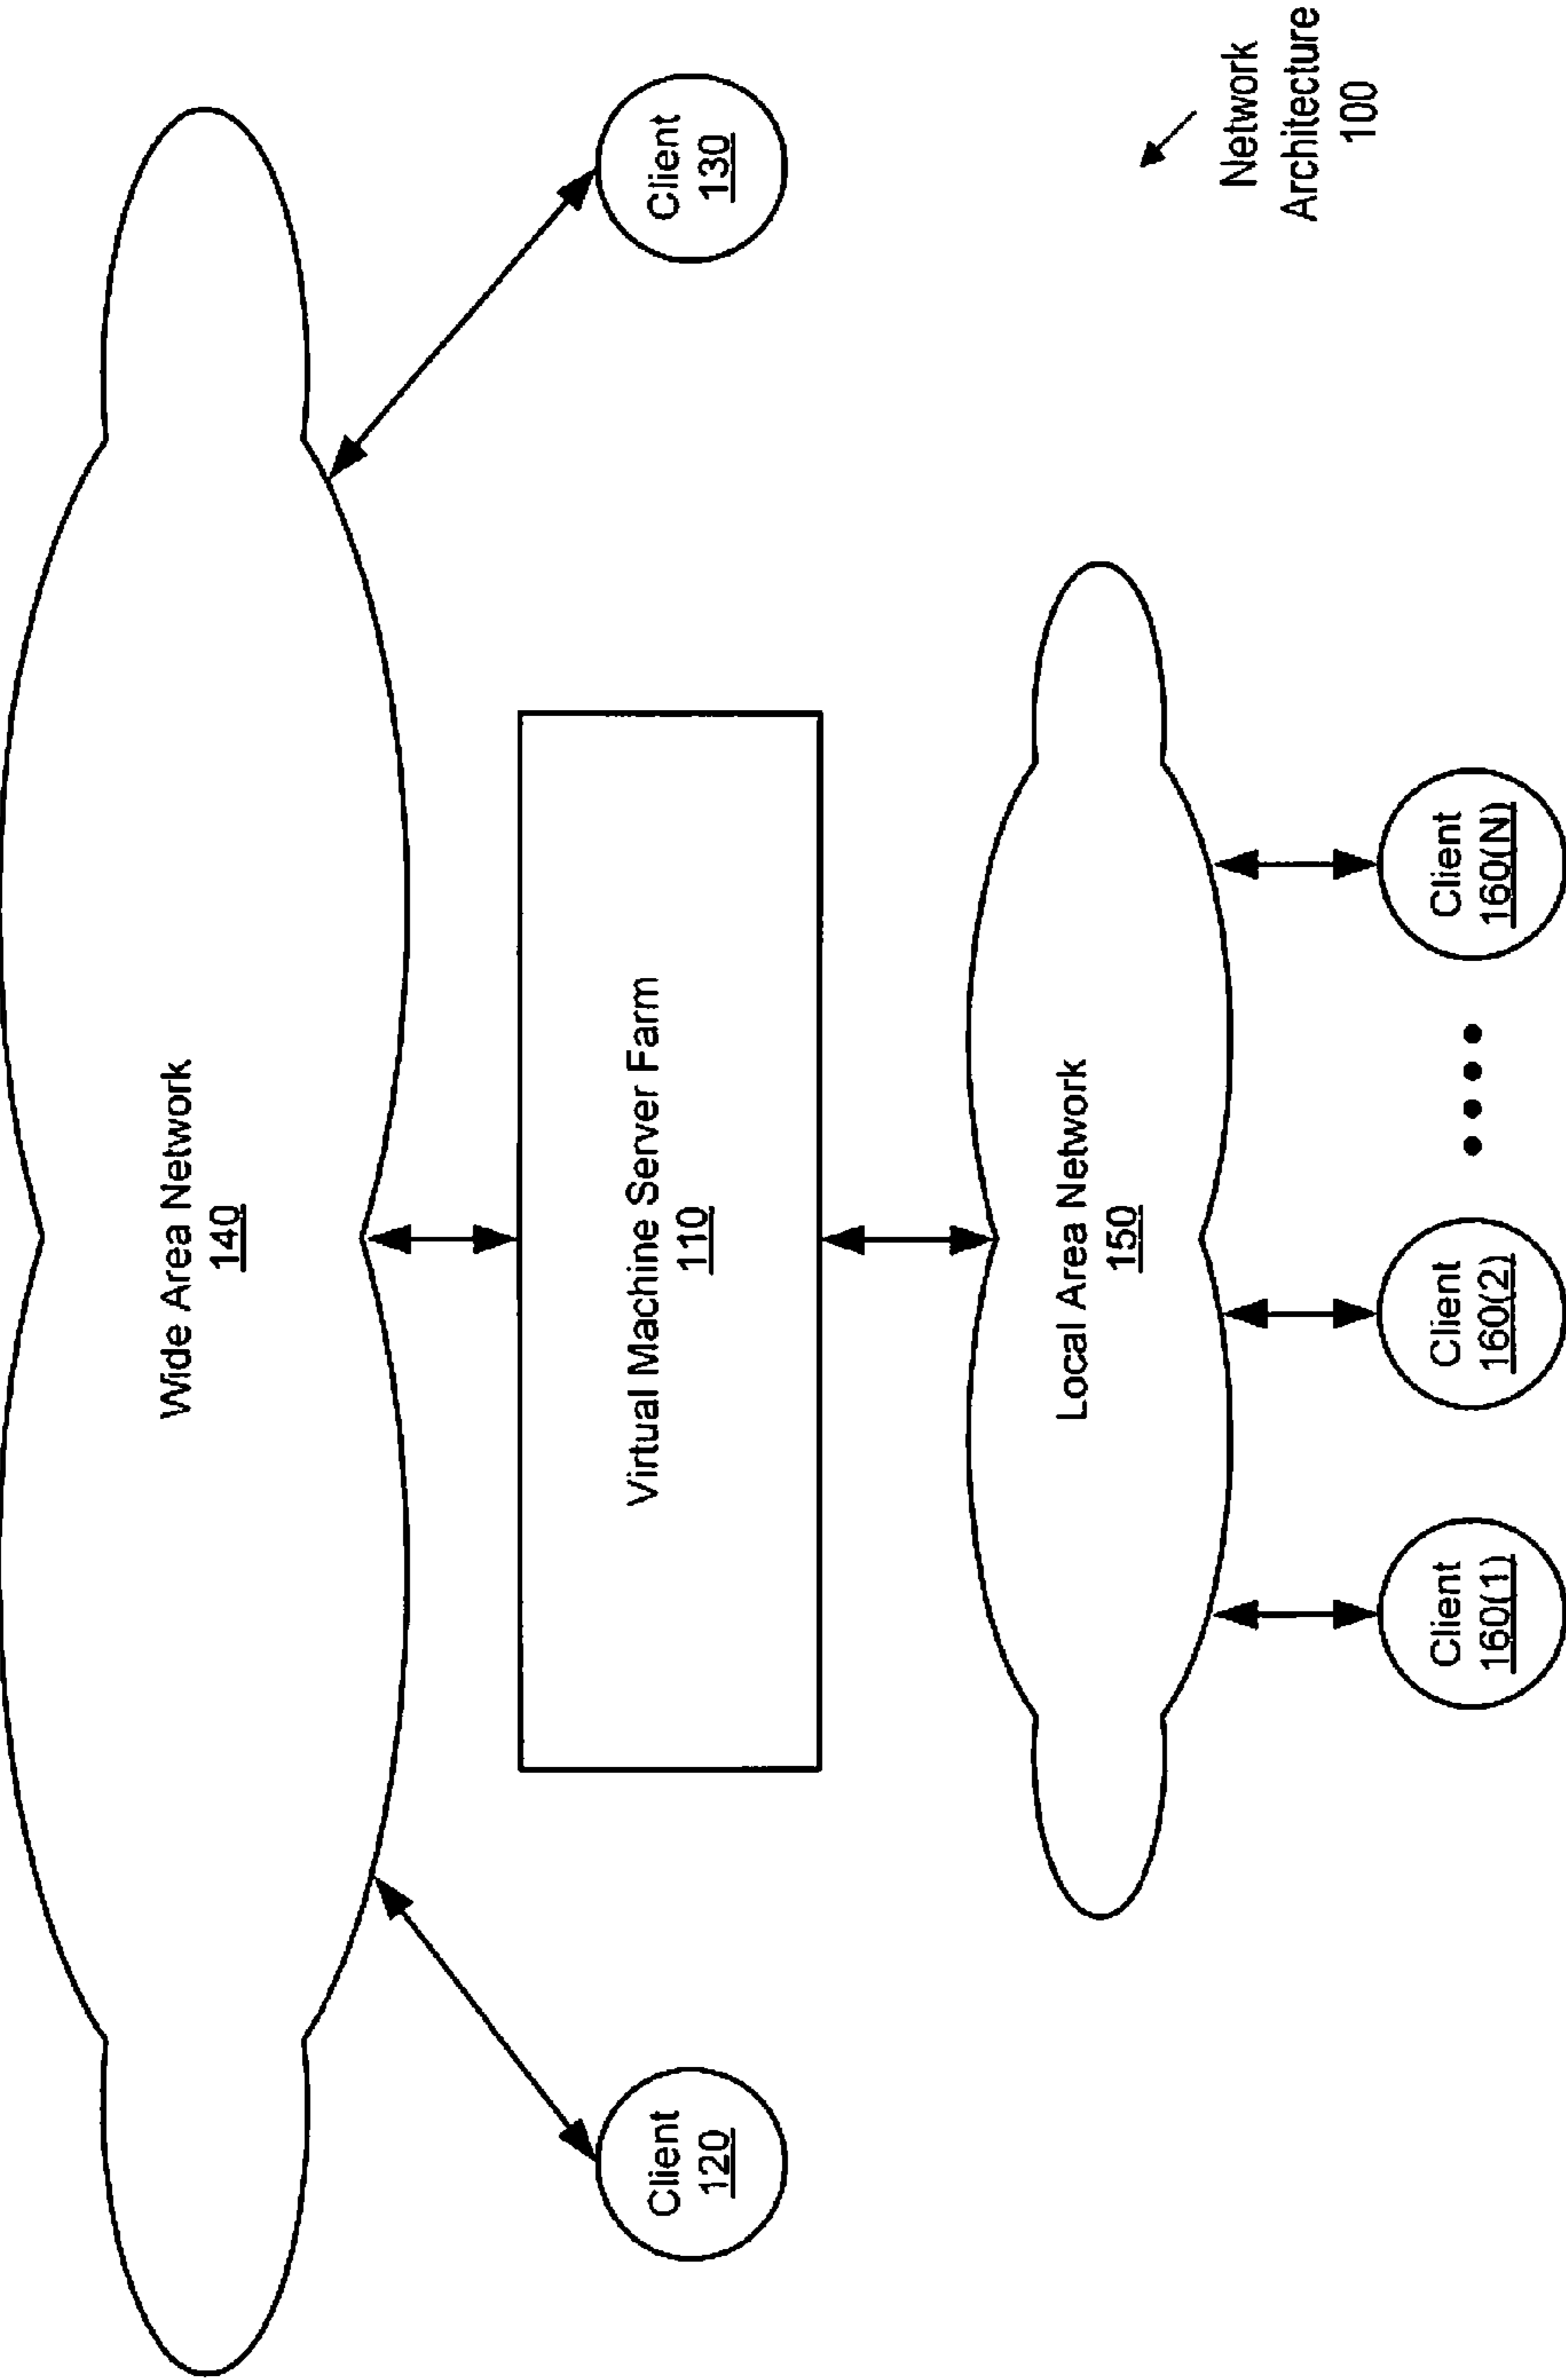 Wide Area Network
140
Client
120
Virtual Machine Server Farm
110
Client
130
Local Area Network
150
Client
160(1)
Client
160(2)
Client
160(N)
Network
Architecture
100